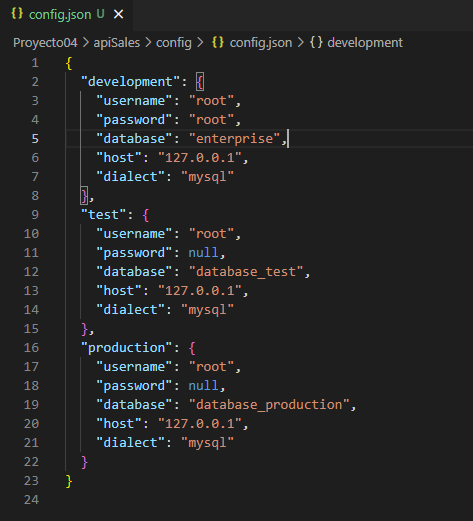 {} config.json U ×
Proyecto04 > apiSales > config > {} config.json > {} development
1 {
2 "development": {
3 "username": "root",
4 "password": "root",
5 "database": "enterprise",
6 "host": "127.0.0.1",
7 "dialect": "mysql"
8 },
9 "test": {
10 "username": "root",
11 "password": null,
12 "database": "database_test",
13 "host": "127.0.0.1",
14 "dialect": "mysql"
15 },
16 "production": {
17 "username": "root",
18 "password": null,
19 "database": "database_production",
20 "host": "127.0.0.1",
21 "dialect": "mysql"
22 }
23 }
24